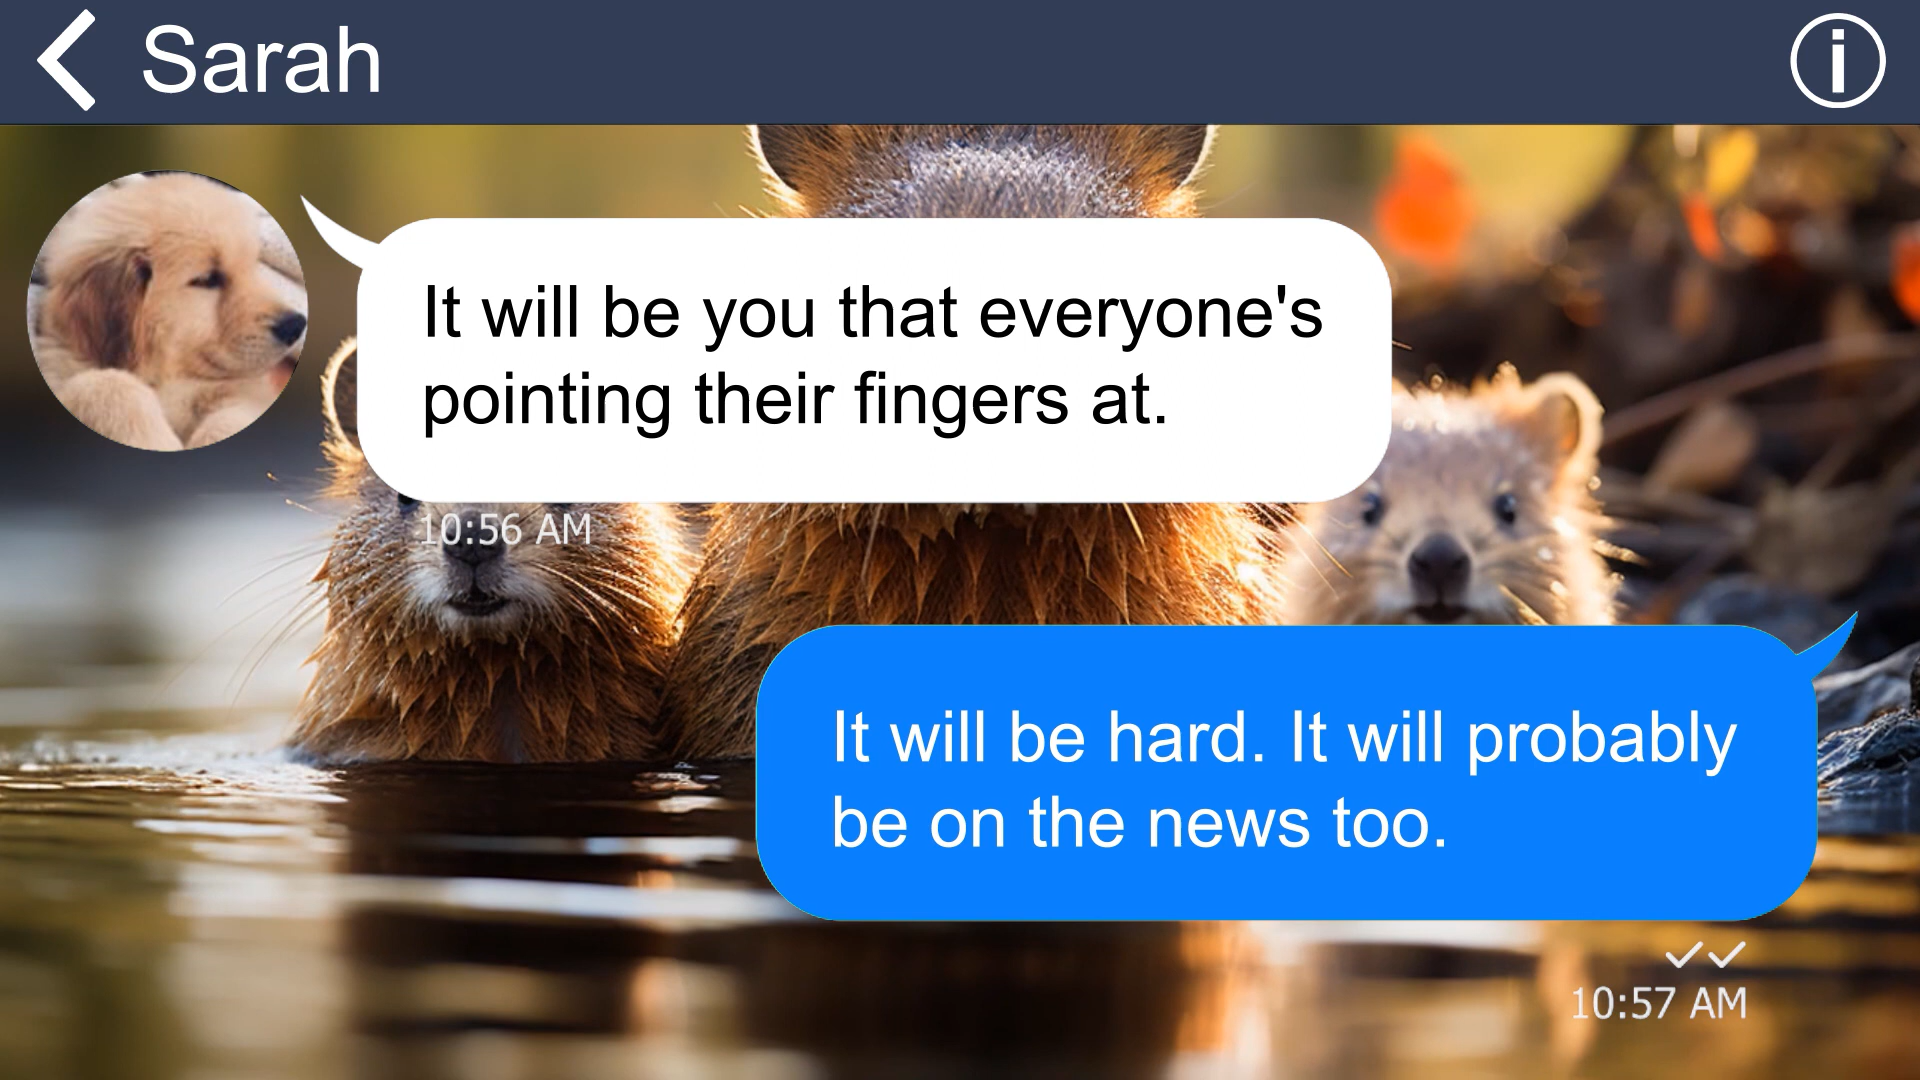 Sarah
It will be you that everyone's
pointing their fingers at.
10:56 AM
It will be hard. It will probably
be on the news too.
10:57 AM